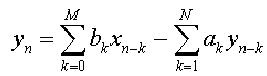 y_n = \sum_{k=0}^{M} b_k x_{n-k} - \sum_{k=1}^{N} a_k y_{n-k}